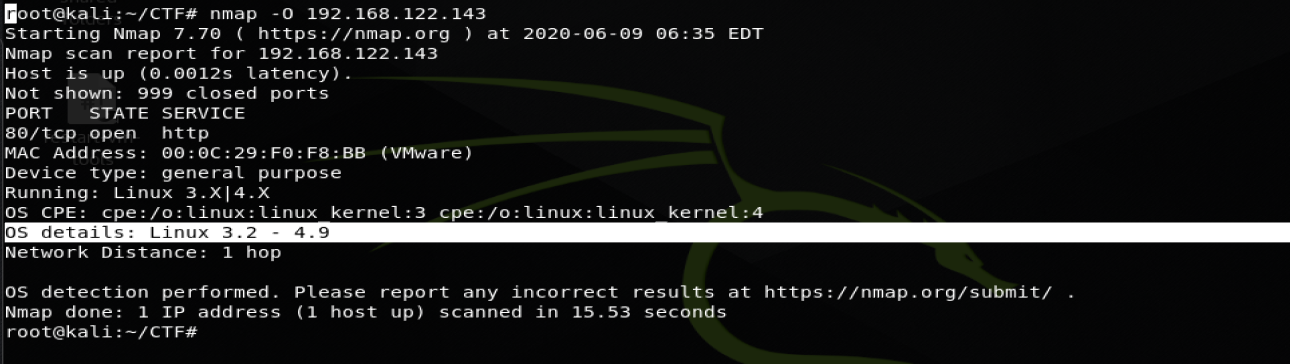 root@kali:~/CTF# nmap -O 192.168.122.143
Starting Nmap 7.70 ( https://nmap.org ) at 2020-06-09 06:35 EDT
Nmap scan report for 192.168.122.143
Host is up (0.0012s latency).
Not shown: 999 closed ports
PORT   STATE SERVICE
80/tcp open  http
MAC Address: 00:0C:29:F0:F8:BB (VMware)
Device type: general purpose
Running: Linux 3.X|4.X
OS CPE: cpe:/o:linux:linux_kernel:3 cpe:/o:linux:linux_kernel:4
OS details: Linux 3.2 - 4.9
Network Distance: 1 hop

OS detection performed. Please report any incorrect results at https://nmap.org/submit/ .
Nmap done: 1 IP address (1 host up) scanned in 15.53 seconds
root@kali:~/CTF#